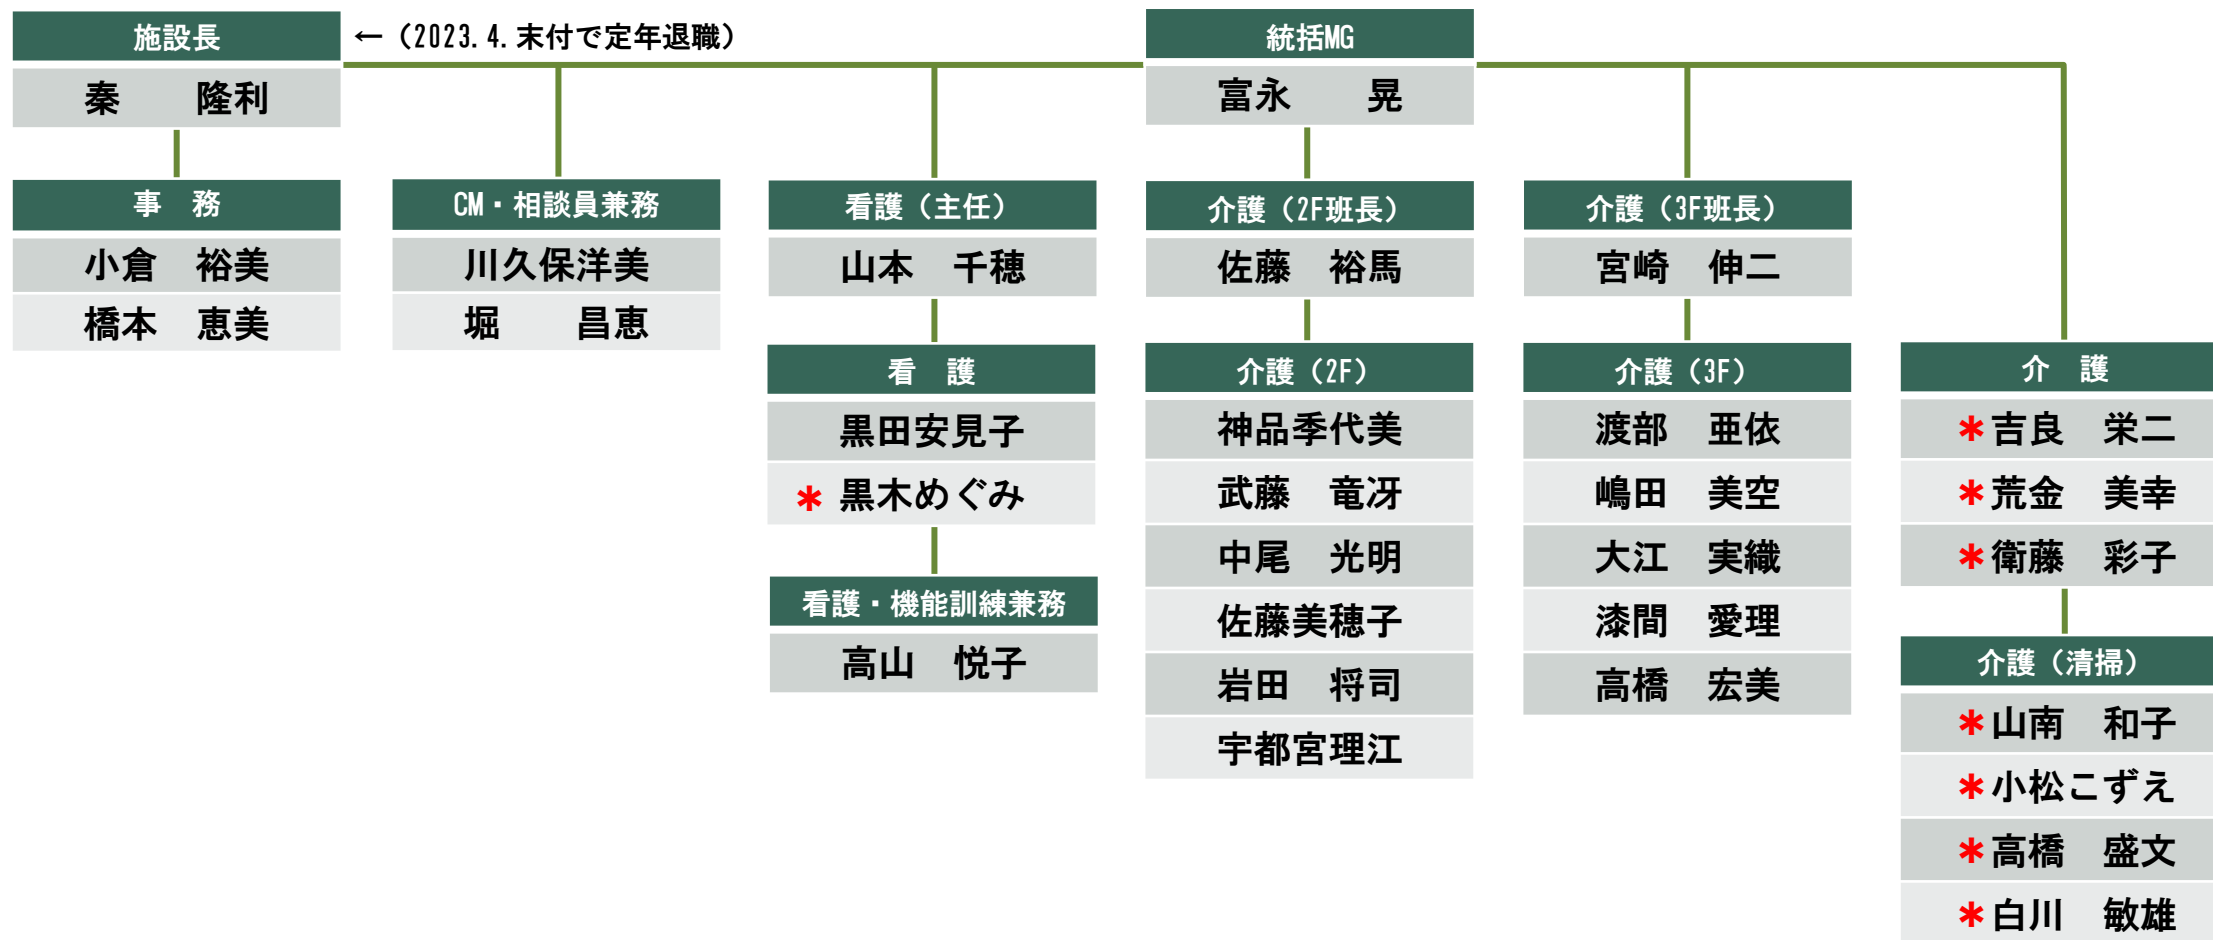 施設長
←（2023.4.末付で定年退職）
秦　　隆利
統括MG
富永　　晃
事　務
小倉　裕美
橋本　恵美
CM・相談員兼務
川久保洋美
堀　　昌恵
看護（主任）
山本　千穂
看　護
黒田安見子
＊ 黒木めぐみ
看護・機能訓練兼務
高山　悦子
介護（2F班長）
佐藤　裕馬
介護（2F）
神品季代美
武藤　竜冴
中尾　光明
佐藤美穂子
岩田　将司
宇都宮理江
介護（3F班長）
宮崎　伸二
介護（3F）
渡部　亜依
嶋田　美空
大江　実織
漆間　愛理
高橋　宏美
介　護
＊吉良　栄二
＊荒金　美幸
＊衛藤　彩子
介護（清掃）
＊山南　和子
＊小松こずえ
＊高橋　盛文
＊白川　敏雄